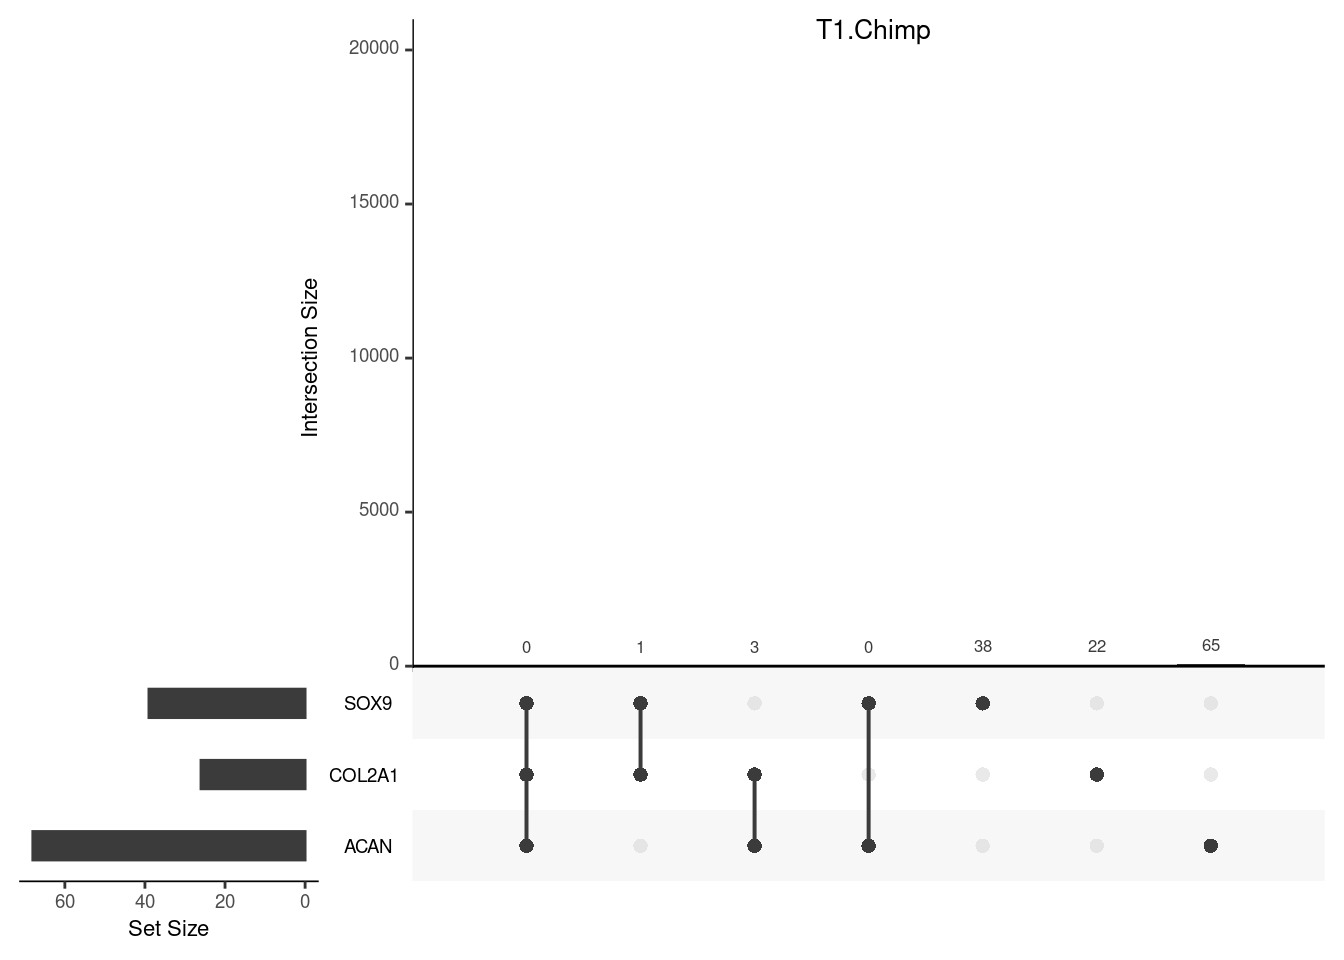 T1.Chimp
20000
15000
10000
5000
0
Intersection Size
0 1 3 0 38 22 65
SOX9
COL2A1
ACAN
60 40 20 0
Set Size